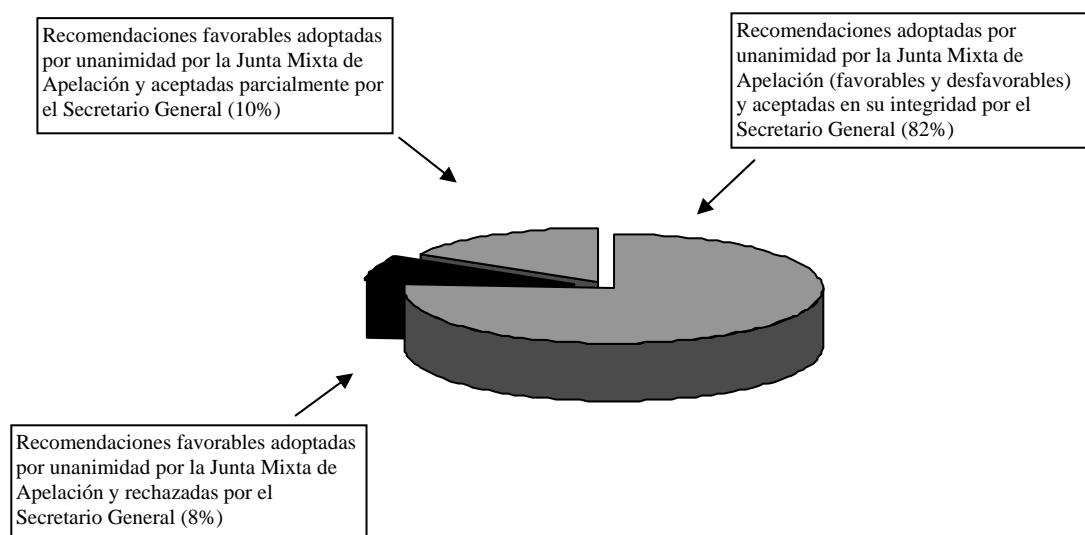 Recomendaciones favorables adoptadas
por unanimidad por la Junta Mixta de
Apelación y aceptadas parcialmente por
el Secretario General (10%)
Recomendaciones adoptadas por
unanimidad por la Junta Mixta de
Apelación (favorables y desfavorables)
y aceptadas en su integridad por el
Secretario General (82%)
Recomendaciones favorables adoptadas
por unanimidad por la Junta Mixta de
Apelación y rechazadas por el
Secretario General (8%)